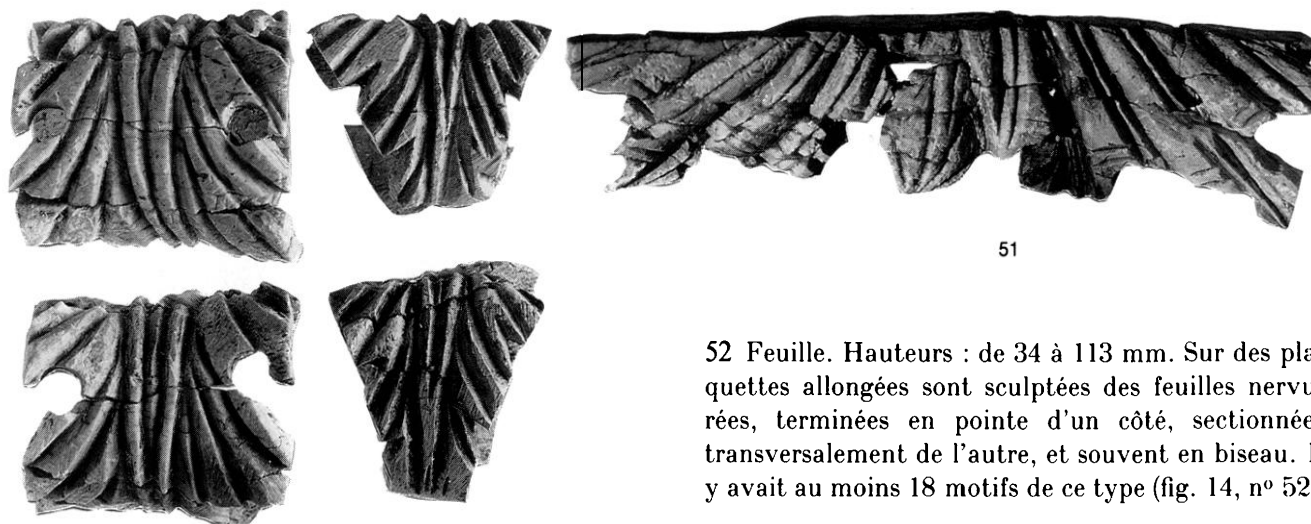 51
52 Feuille. Hauteurs : de 34 à 113 mm. Sur des pla
quettes allongées sont sculptées des feuilles nervu
rées, terminées en pointe d'un côté, sectionnée
transversalement de l'autre, et souvent en biseau. I
y avait au moins 18 motifs de ce type (fig. 14, nº 52